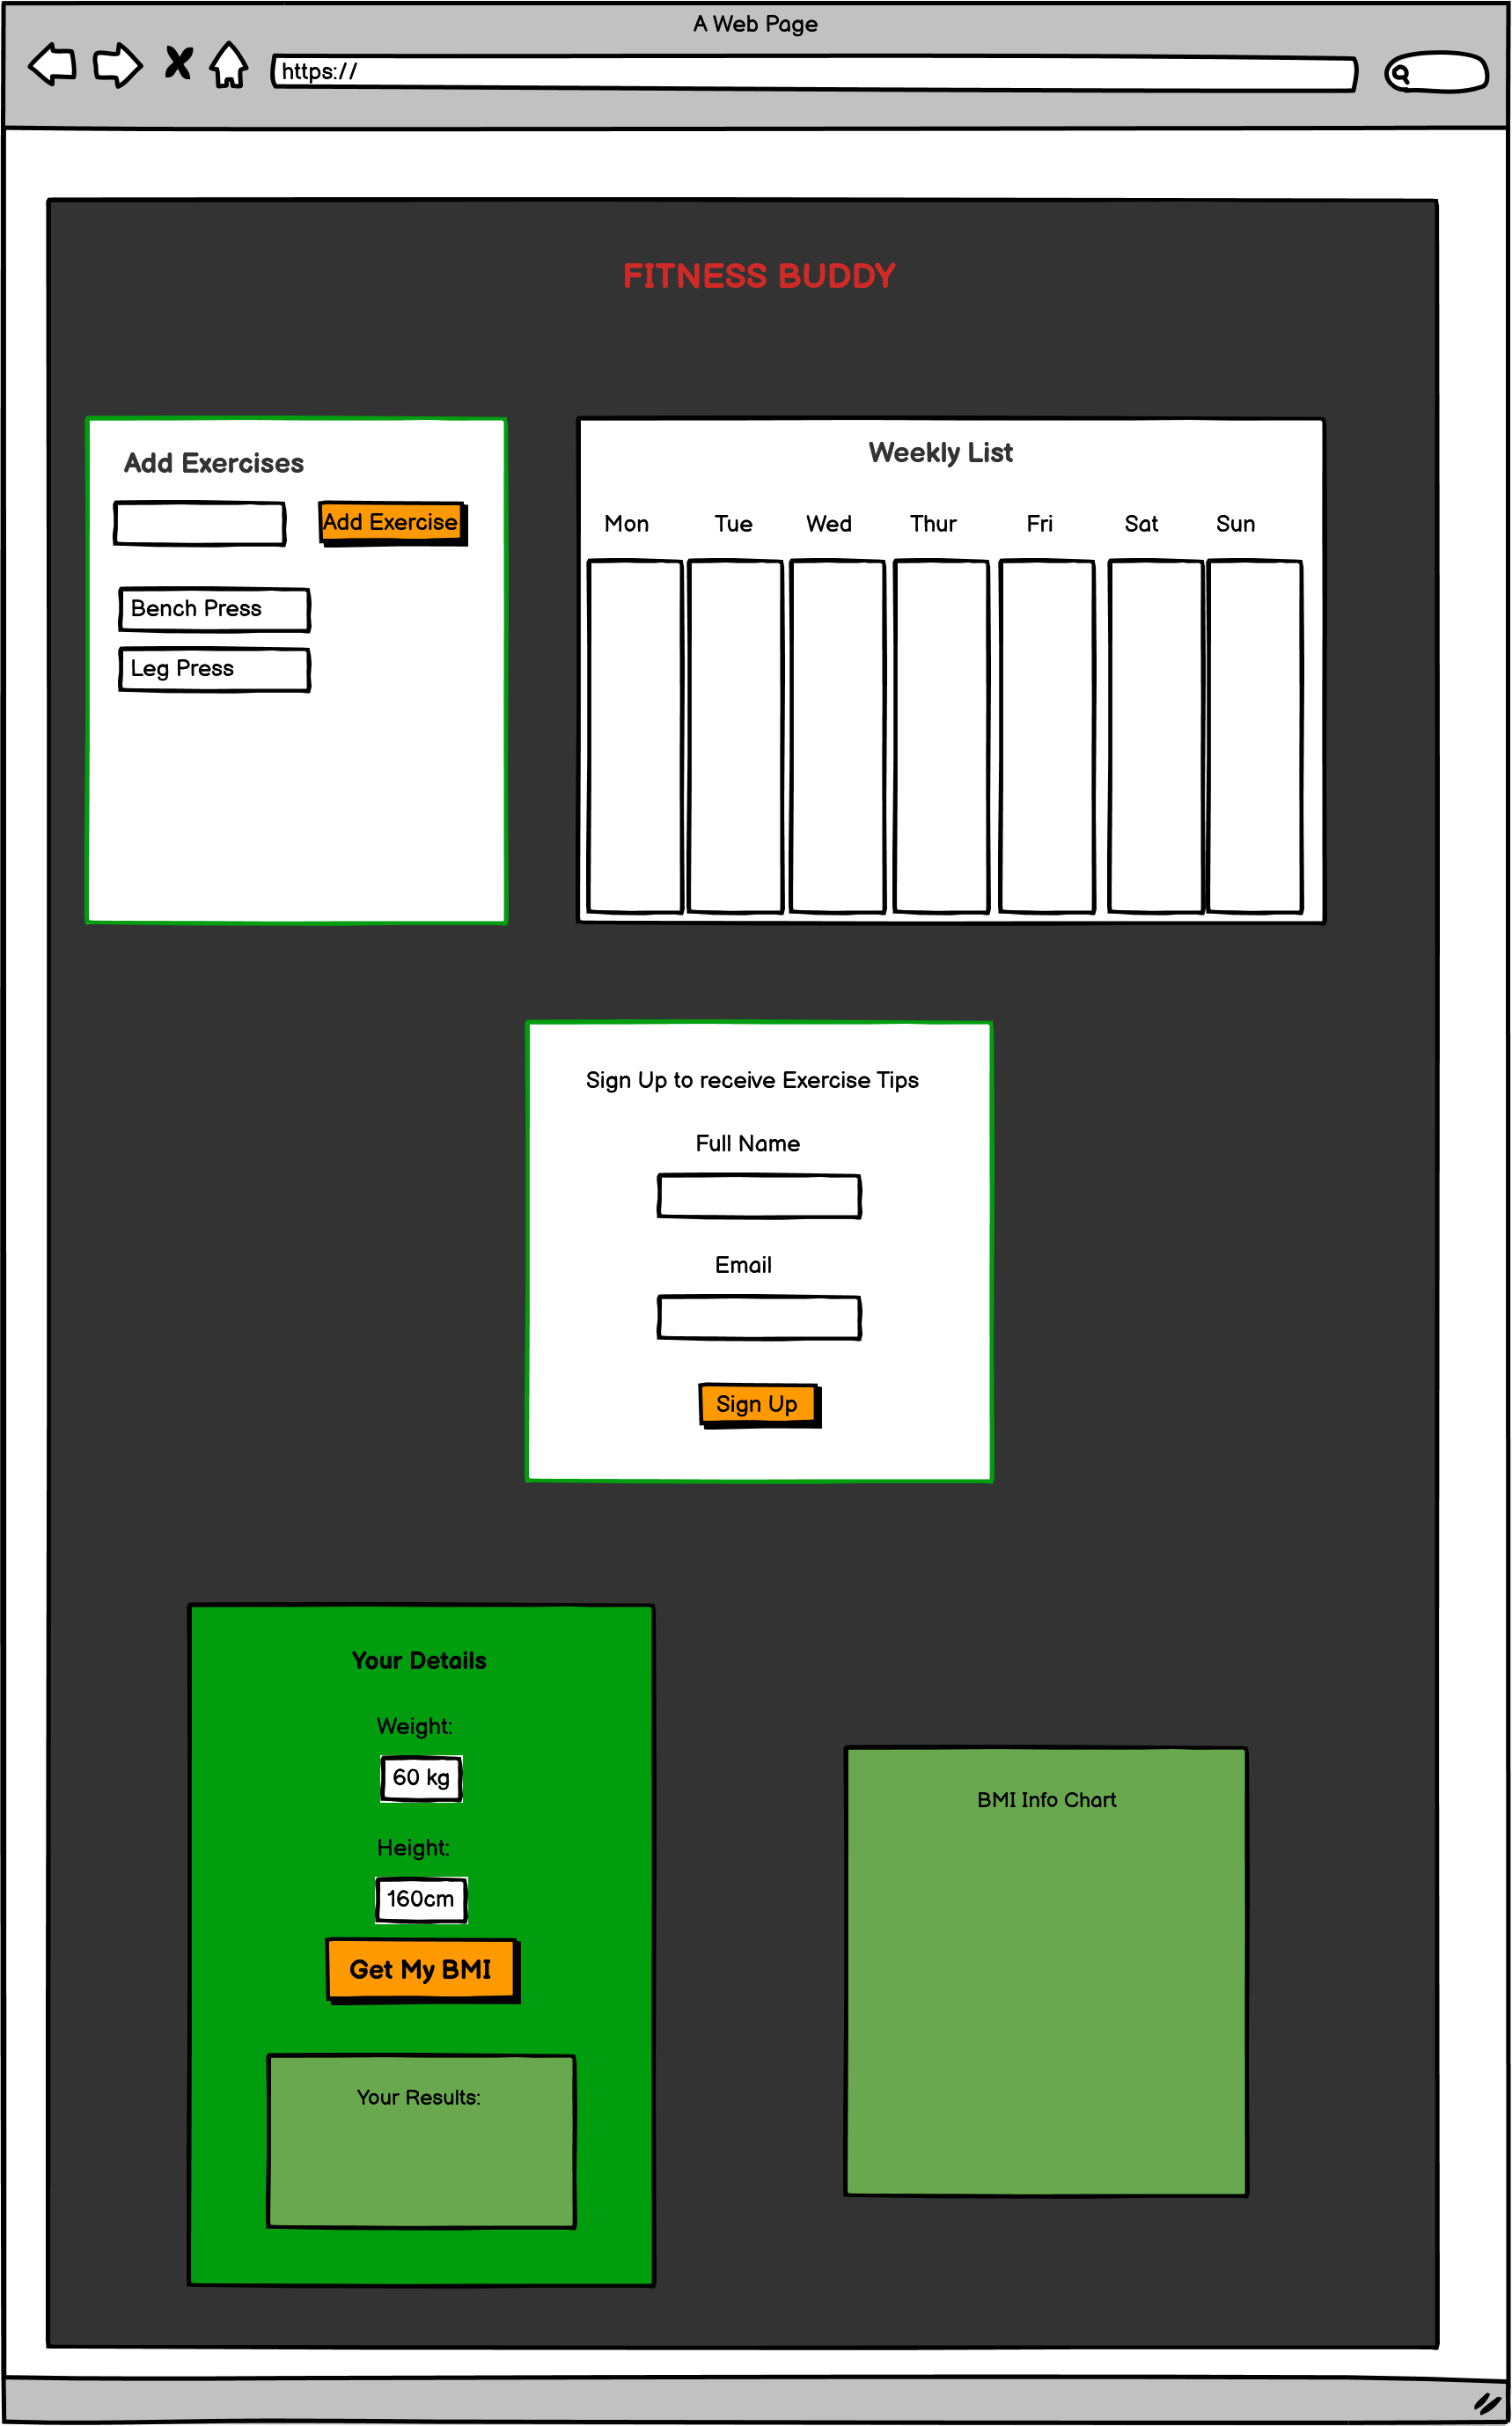 A Web Page
https://
FITNESS BUDDY
Add Exercises
Add Exercise
Bench Press
Leg Press
Weekly List
Mon Tue Wed Thur Fri Sat Sun
Sign Up to receive Exercise Tips
Full Name
Email
Sign Up
Your Details
Weight:
60 kg
Height:
160cm
Get My BMI
Your Results:
BMI Info Chart